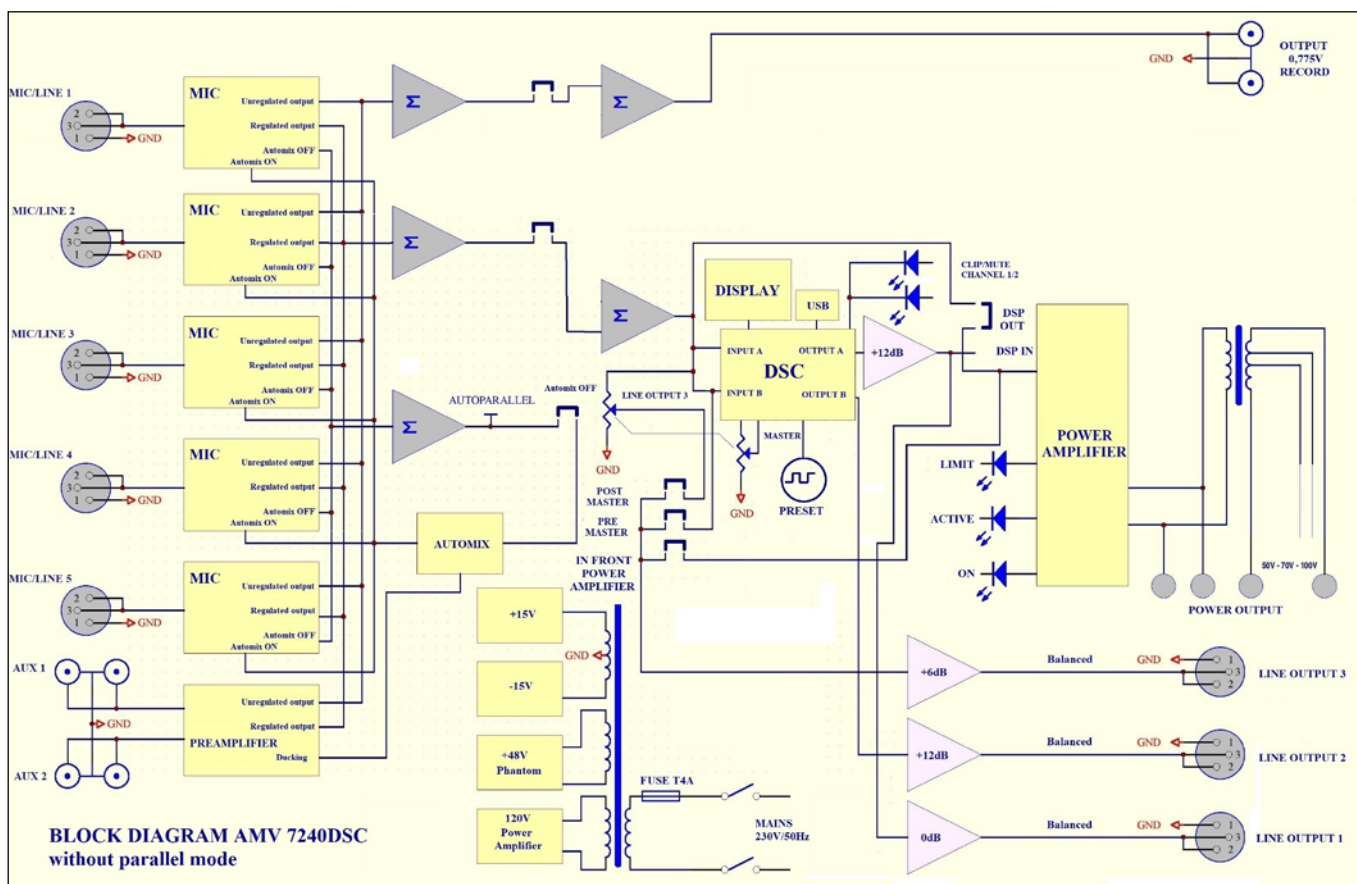 OUTPUT
0,775V
RECORD
GND
MIC/LINE 1
2
3
1
GND
MIC
Unregulated output
Regulated output
Automix OFF
Automix ON
Σ
Σ
MIC/LINE 2
2
3
1
GND
MIC
Unregulated output
Regulated output
Automix OFF
Automix ON
Σ
Σ
MIC/LINE 3
2
3
1
GND
MIC
Unregulated output
Regulated output
Automix OFF
Automix ON
Σ
AUTOPARALLEL
Automix OFF
MIC/LINE 4
2
3
1
GND
MIC
Unregulated output
Regulated output
Automix OFF
Automix ON
AUTOMIX
MIC/LINE 5
2
3
1
GND
MIC
Unregulated output
Regulated output
Automix OFF
Automix ON
AUX 1
GND
AUX 2
Unregulated output
Regulated output
PREAMPLIFIER
Ducking
DISPLAY
USB
CLIP/MUTE
CHANNEL 1/2
INPUT A
OUTPUT A
DSC
INPUT B
OUTPUT B
+12dB
DSP
OUT
DSP IN
LINE OUTPUT 3
MASTER
GND
GND
PRESET
POST
MASTER
PRE
MASTER
IN FRONT
POWER
AMPLIFIER
POWER
AMPLIFIER
LIMIT
ACTIVE
ON
50V - 70V - 100V
POWER OUTPUT
+15V
GND
-15V
+48V
Phantom
120V
Power
Amplifier
FUSE T4A
MAINS
230V/50Hz
+6dB
Balanced
GND
1
3
2
LINE OUTPUT 3
+12dB
Balanced
GND
1
3
2
LINE OUTPUT 2
0dB
Balanced
GND
1
3
2
LINE OUTPUT 1
BLOCK DIAGRAM AMV 7240DSC
without parallel mode